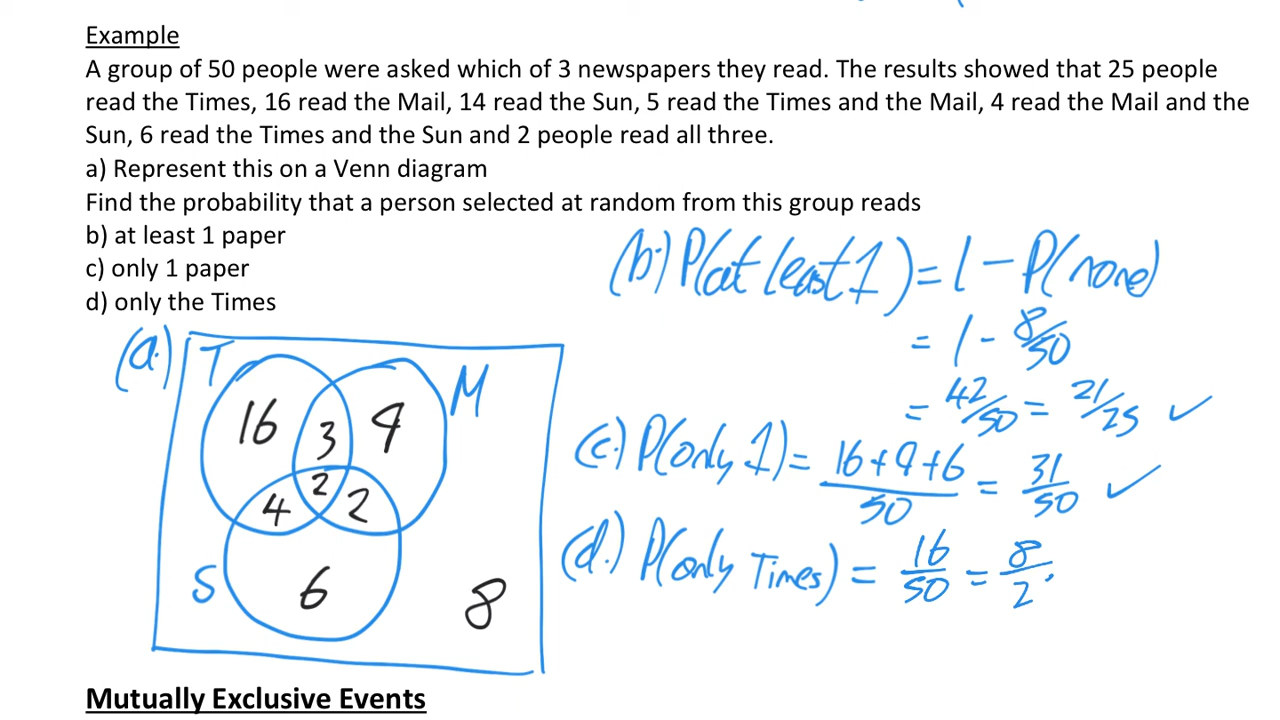 Example
A group of 50 people were asked which of 3 newspapers they read. The results showed that 25 people
read the Times, 16 read the Mail, 14 read the Sun, 5 read the Times and the Mail, 4 read the Mail and the
Sun, 6 read the Times and the Sun and 2 people read all three.
a) Represent this on a Venn diagram
Find the probability that a person selected at random from this group reads
b) at least 1 paper
c) only 1 paper
d) only the Times
(a.)
T
M
16
3
9
2
4
2
S
6
8
(b.) P(at least 1) = 1 - P(none)
= 1 - 8/50
= 42/50 = 21/25 ✓
(c.) P(only 1) = (16+9+6)/50 = 31/50 ✓
(d.) P(only Times) = 16/50 = 8/2
Mutually Exclusive Events